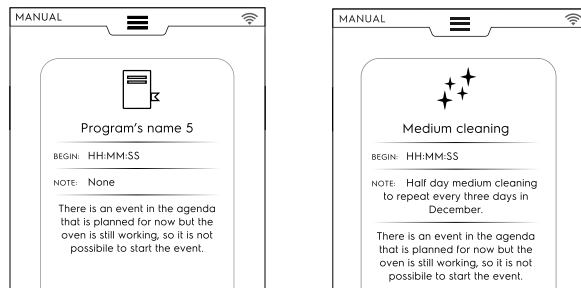 MANUAL
Program's name 5
BEGIN: HH:MM:SS
NOTE: None
There is an event in the agenda
that is planned for now but the
oven is still working, so it is not
possibile to start the event.
MANUAL
Medium cleaning
BEGIN: HH:MM:SS
NOTE: Half day medium cleaning
to repeat every three days in
December.
There is an event in the agenda
that is planned for now but the
oven is still working, so it is not
possibile to start the event.